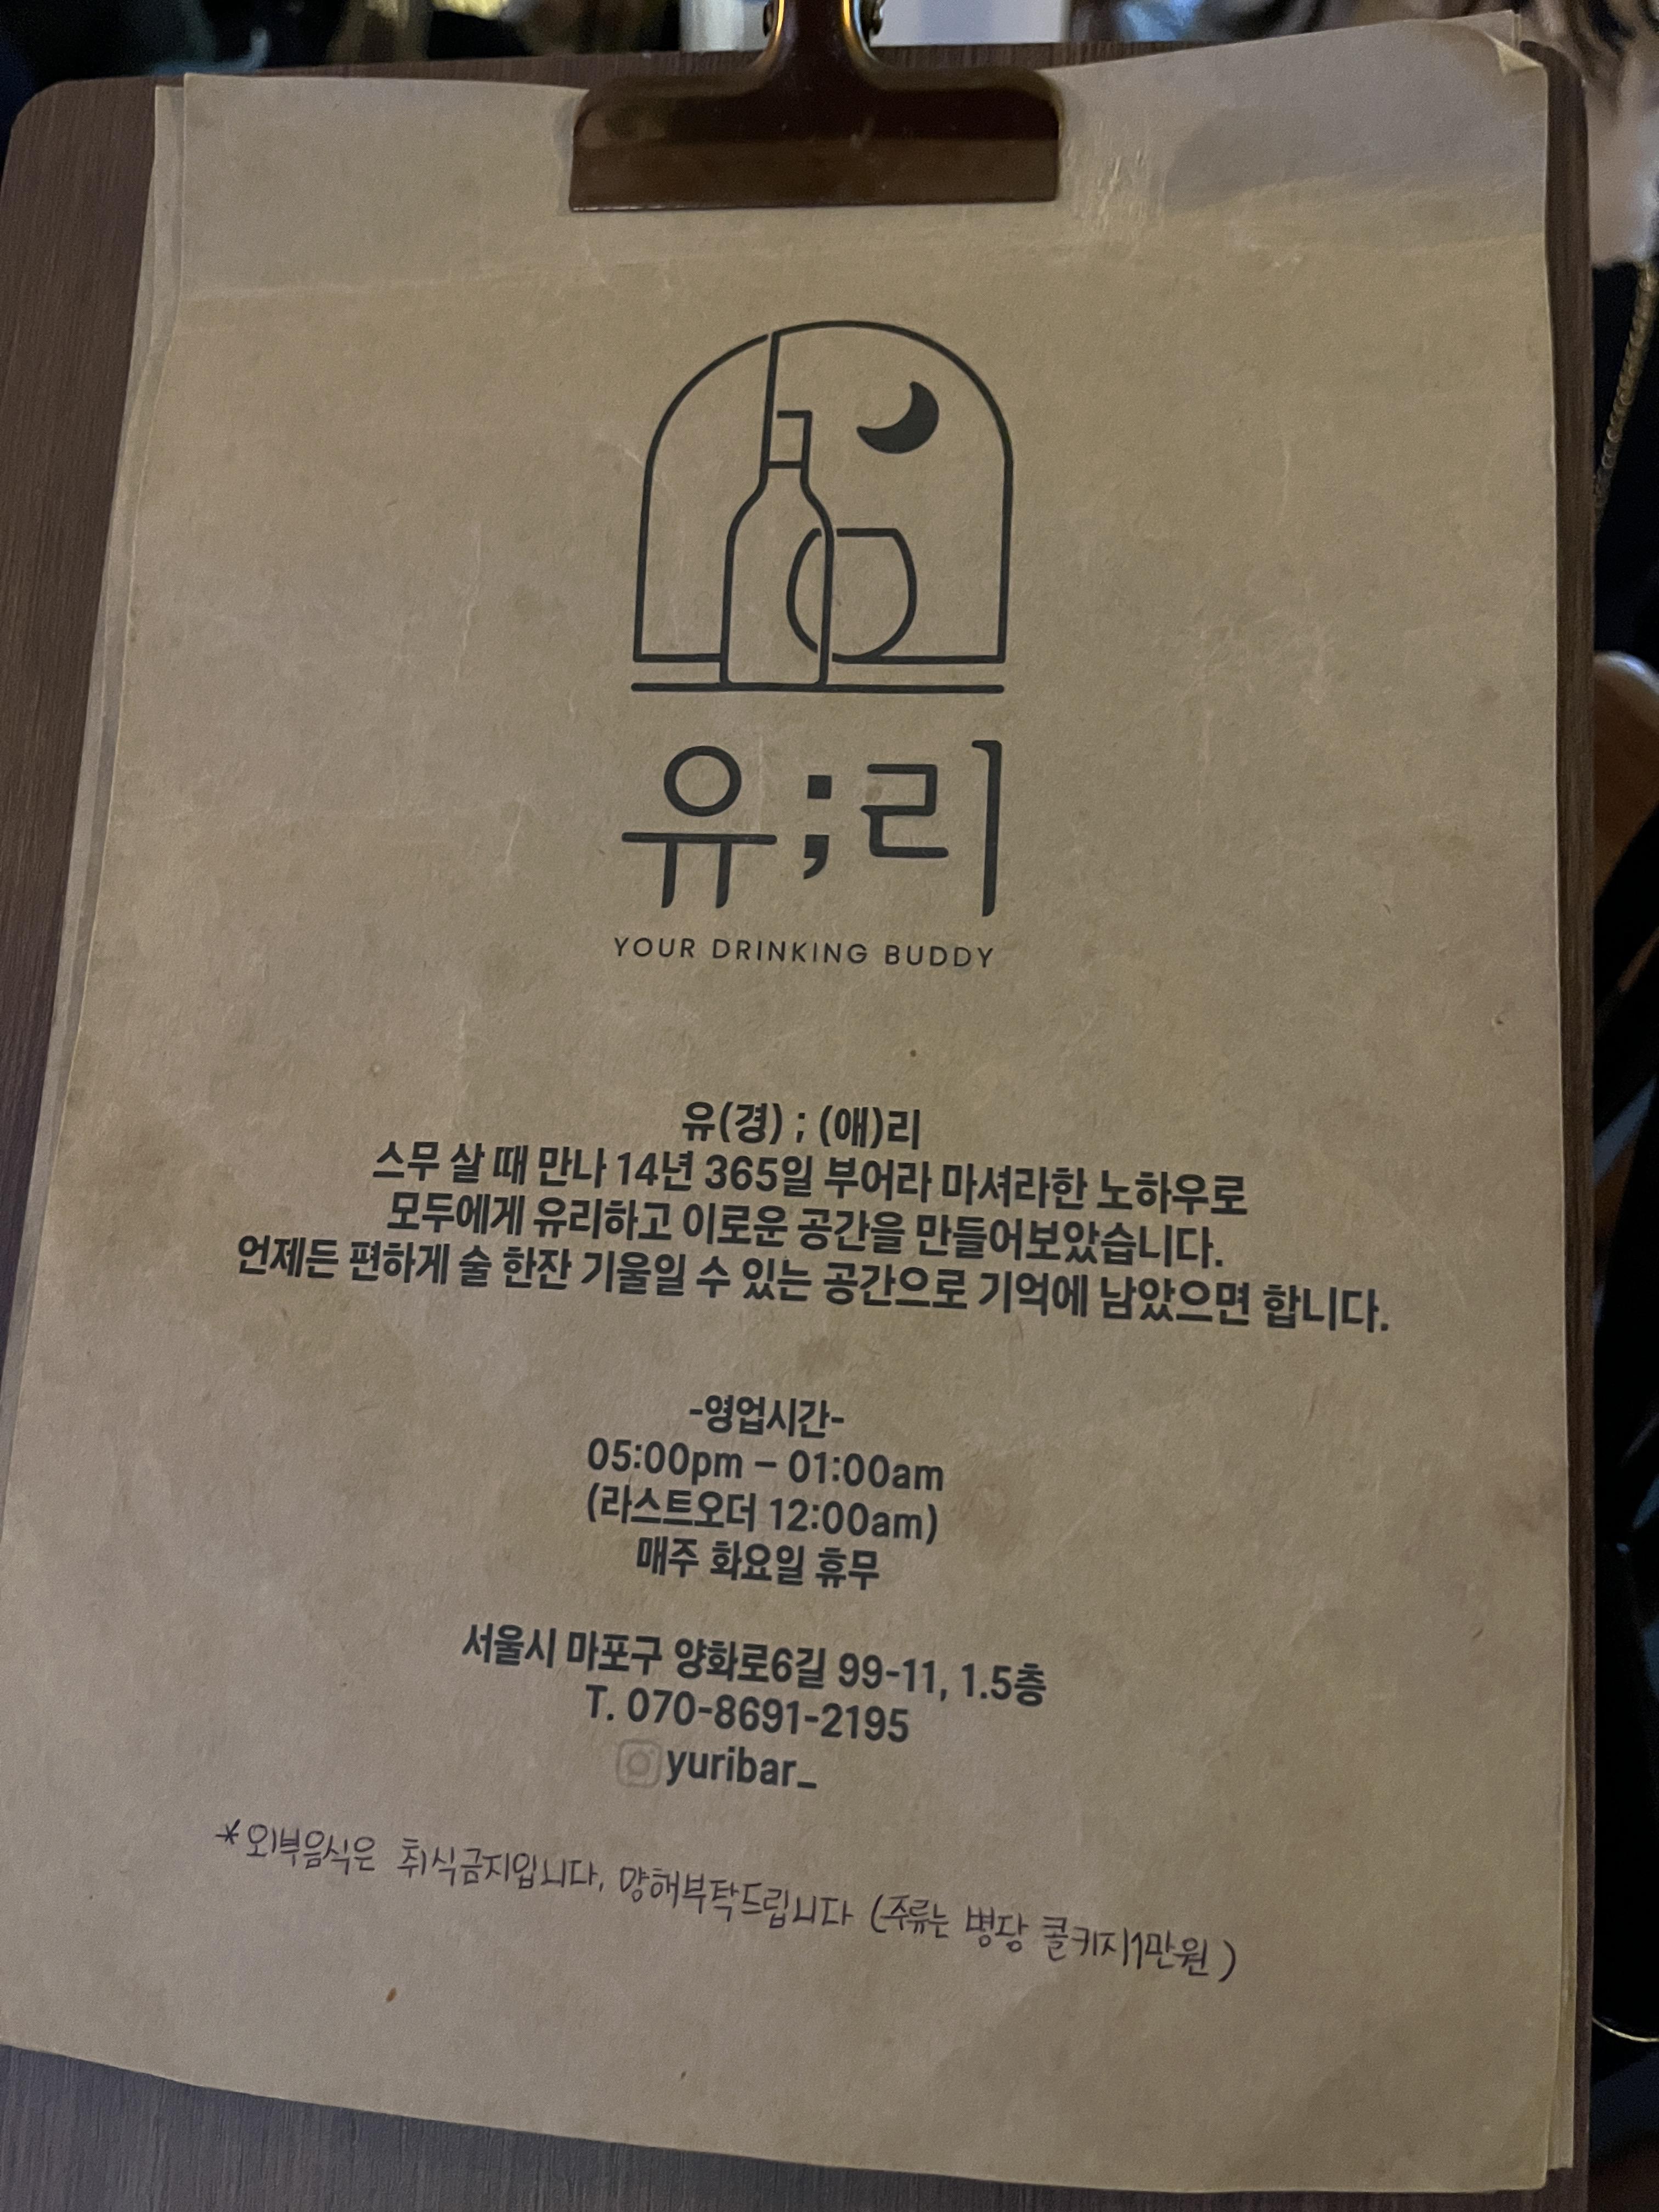 유;리
YOUR DRINKING BUDDY
유(경) ; (애)리
스무 살 때 만나 14년 365일 부어라 마셔라한 노하우로
모두에게 유리하고 이로운 공간을 만들어보았습니다.
언제든 편하게 술 한잔 기울일 수 있는 공간으로 기억에 남았으면 합니다.
-영업시간-
05:00pm – 01:00am
(라스트오더 12:00am)
매주 화요일 휴무
서울시 마포구 양화로6길 99-11, 1.5층
T. 070-8691-2195
yuribar_
*외부음식은 취식금지입니다, 양해부탁드립니다 (주류는 병당 콜키지1만원)